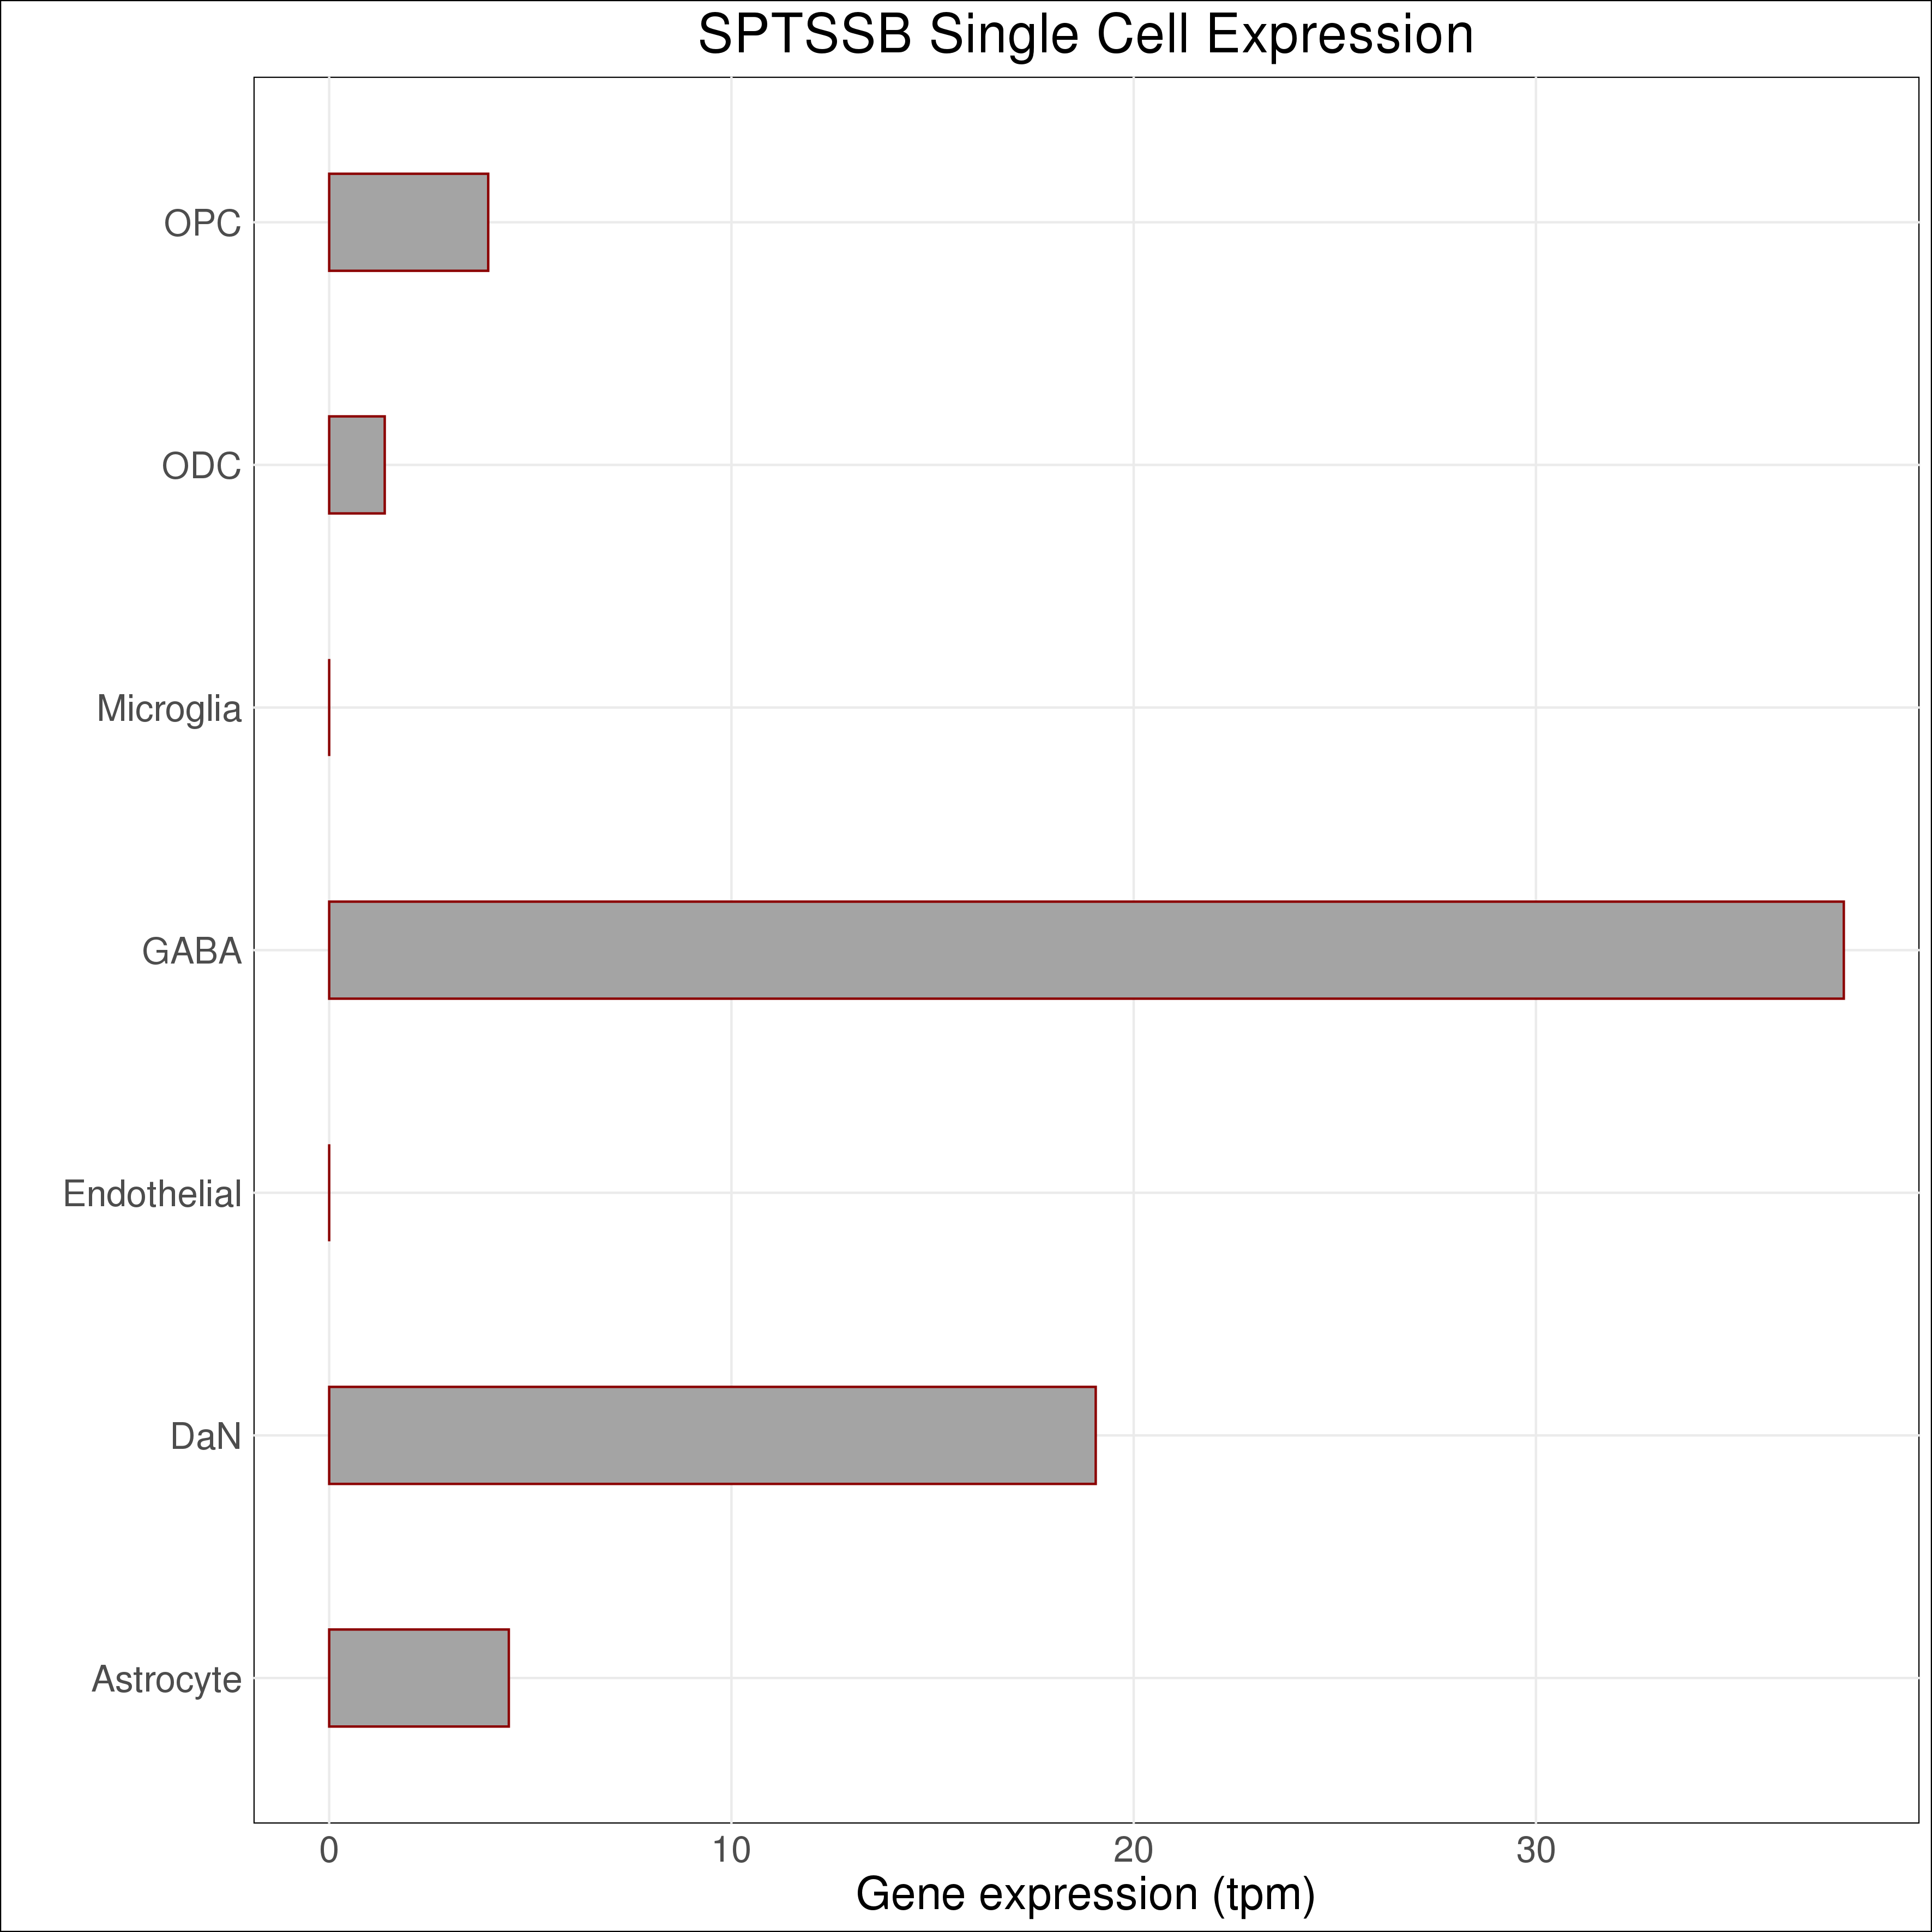 SPTSSB Single Cell Expression
OPC
ODC
Microglia
GABA
Endothelial
DaN
Astrocyte
0 10 20 30
Gene expression (tpm)